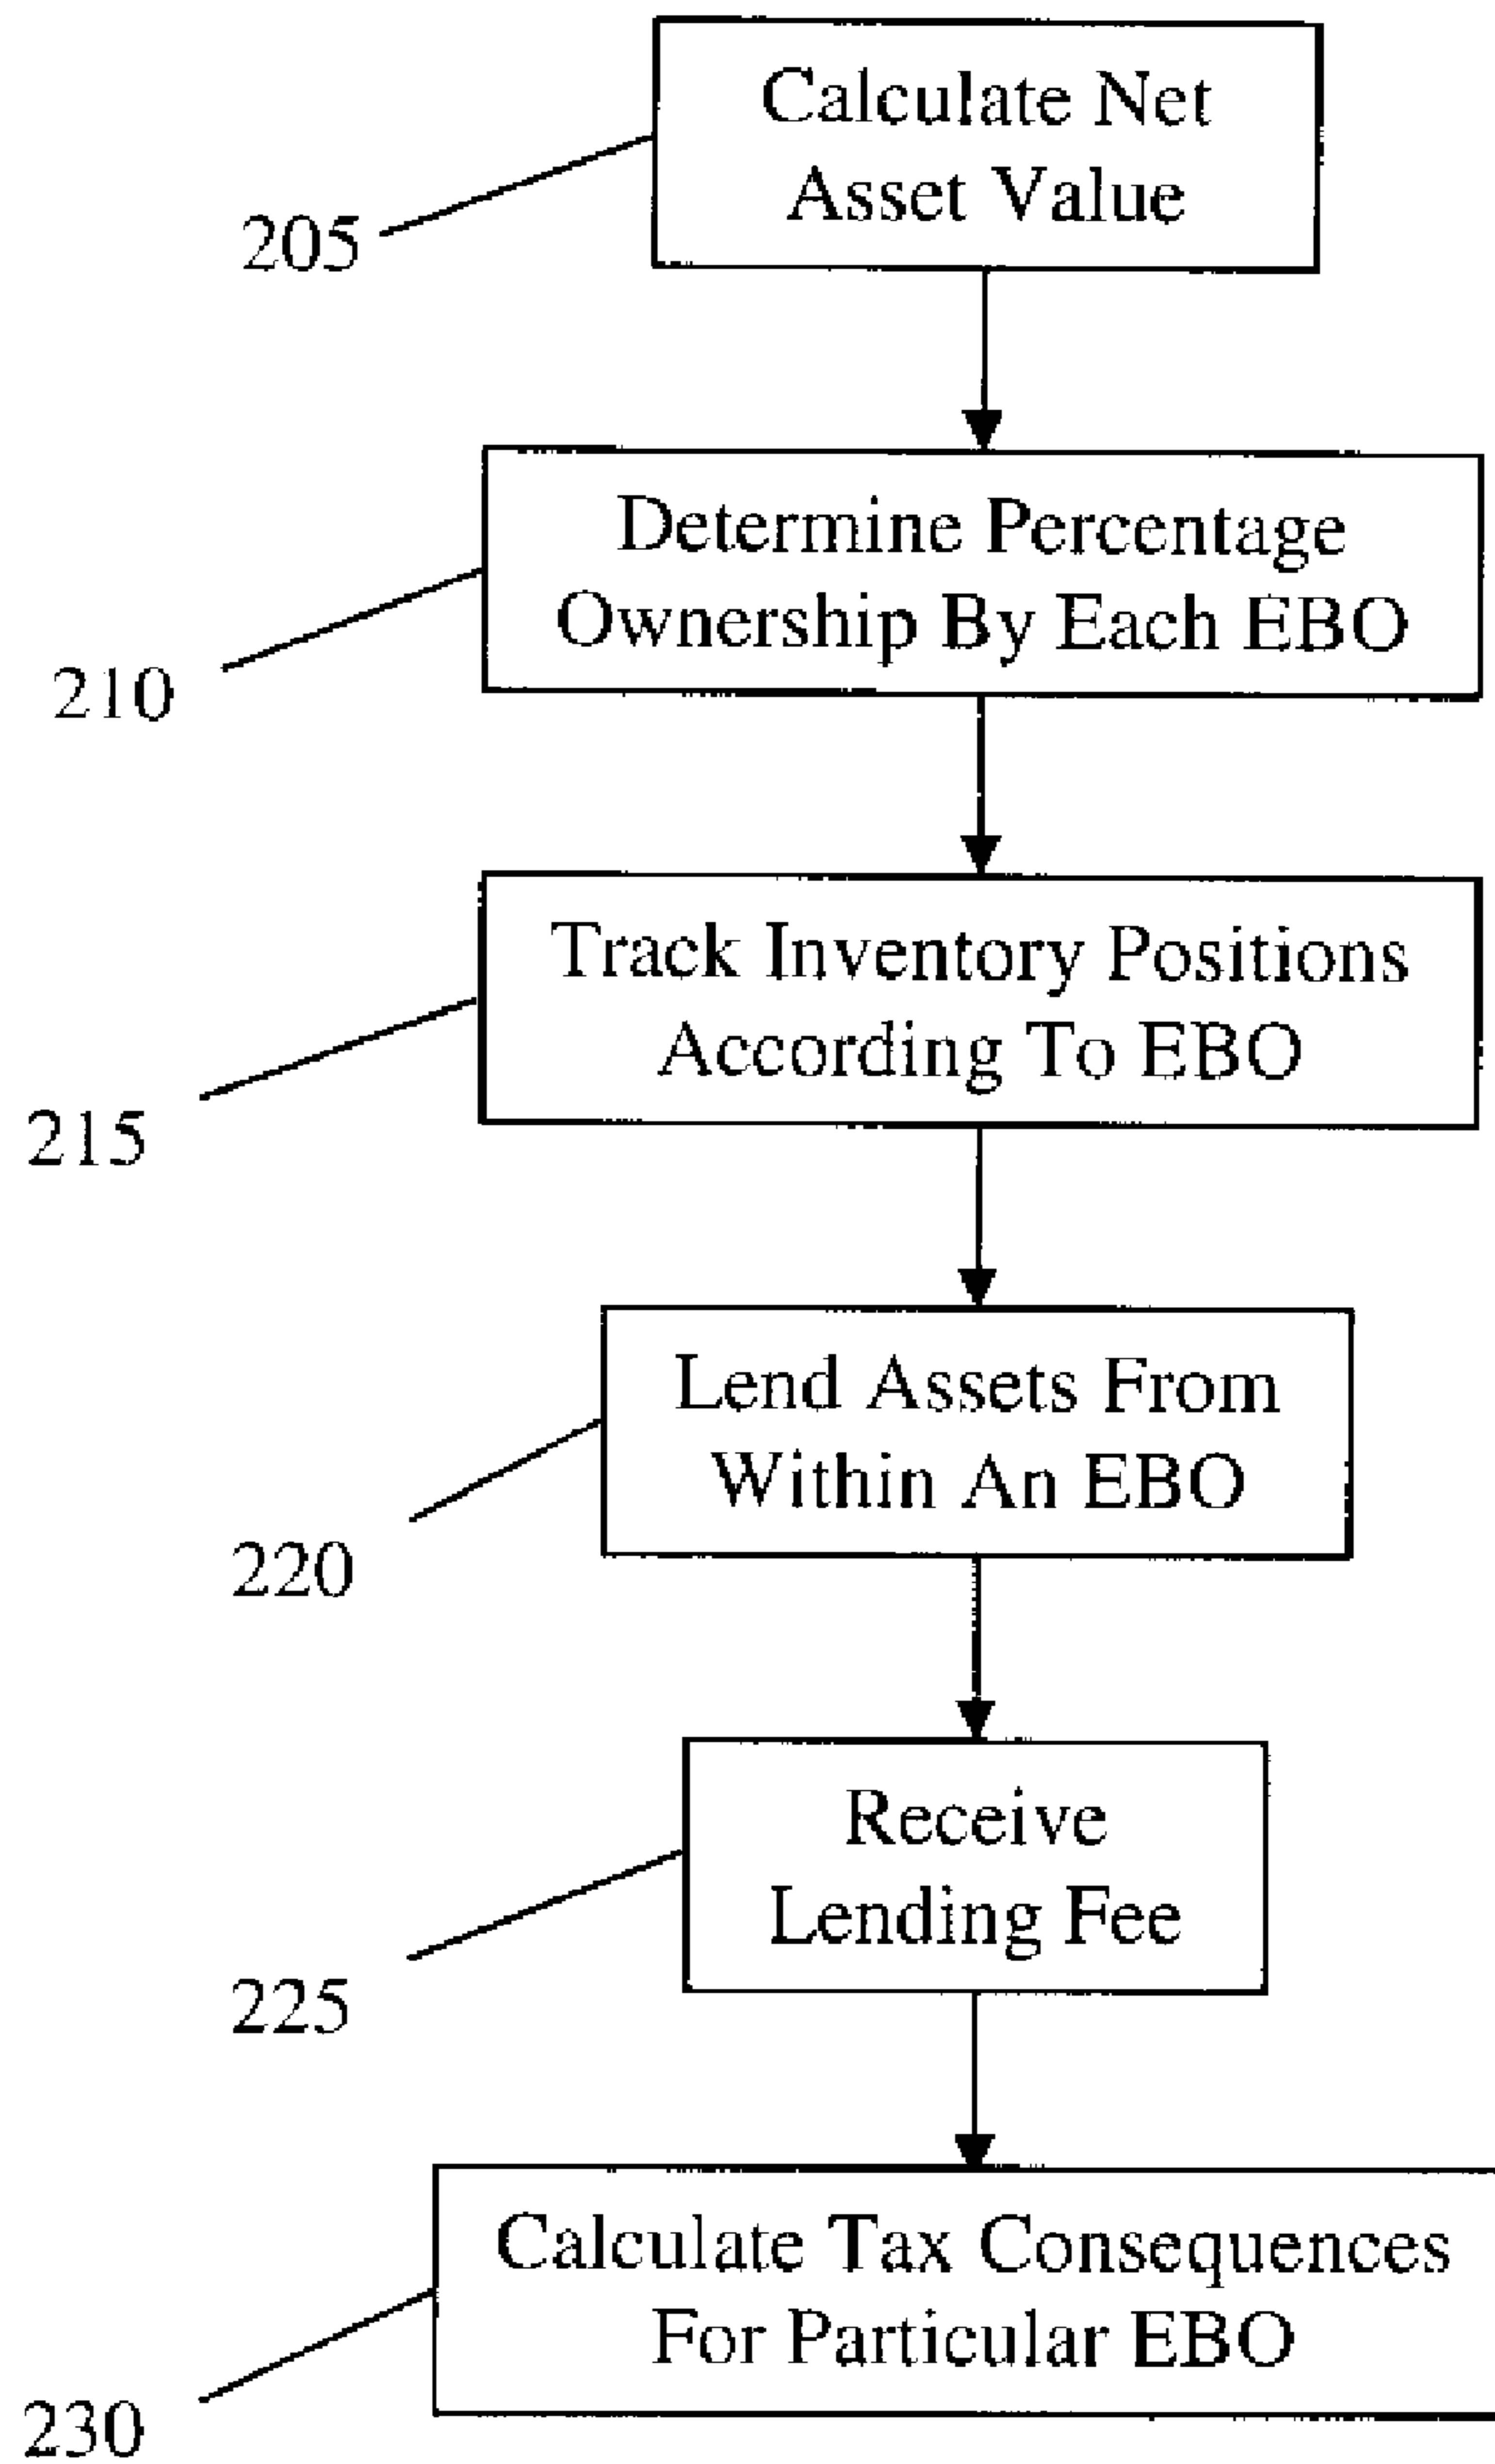 Calculate Net
Asset Value
205
Determine Percentage
Ownership By Each EBO
210
Track Inventory Positions
According To EBO
215
Lend Assets From
Within An EBO
220
Receive
Lending Fee
225
Calculate Tax Consequences
For Particular EBO
230